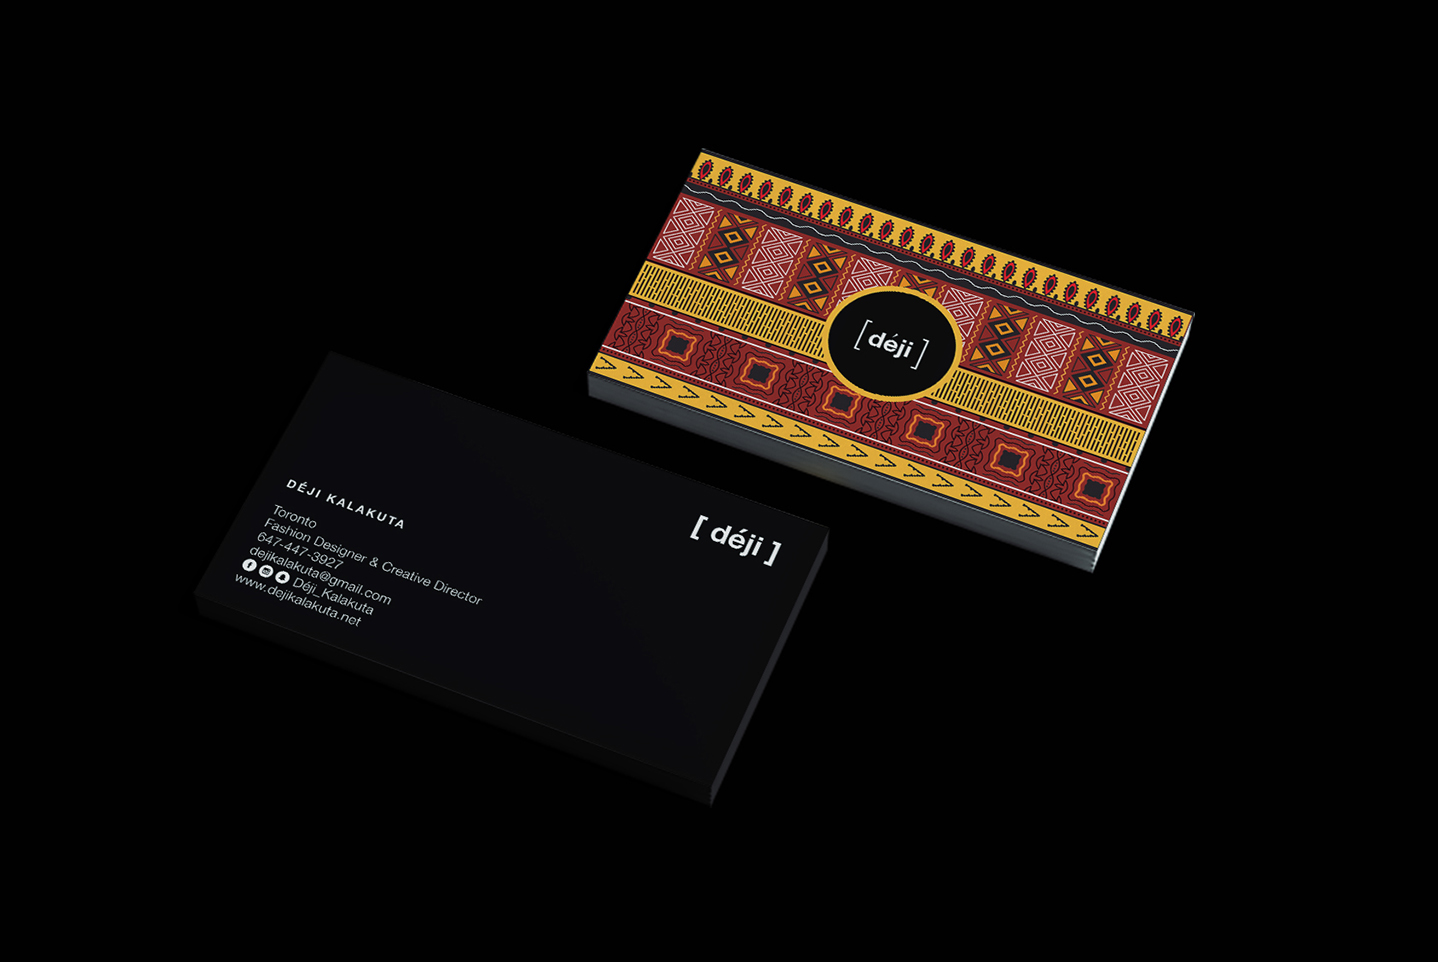 [déji]
DÉJI KALAKUTA
[ déji ]
Toronto
Fashion Designer & Creative Director
647-447-3927
dejikalakuta@gmail.com
Déji_Kalakuta
www.dejikalakuta.net